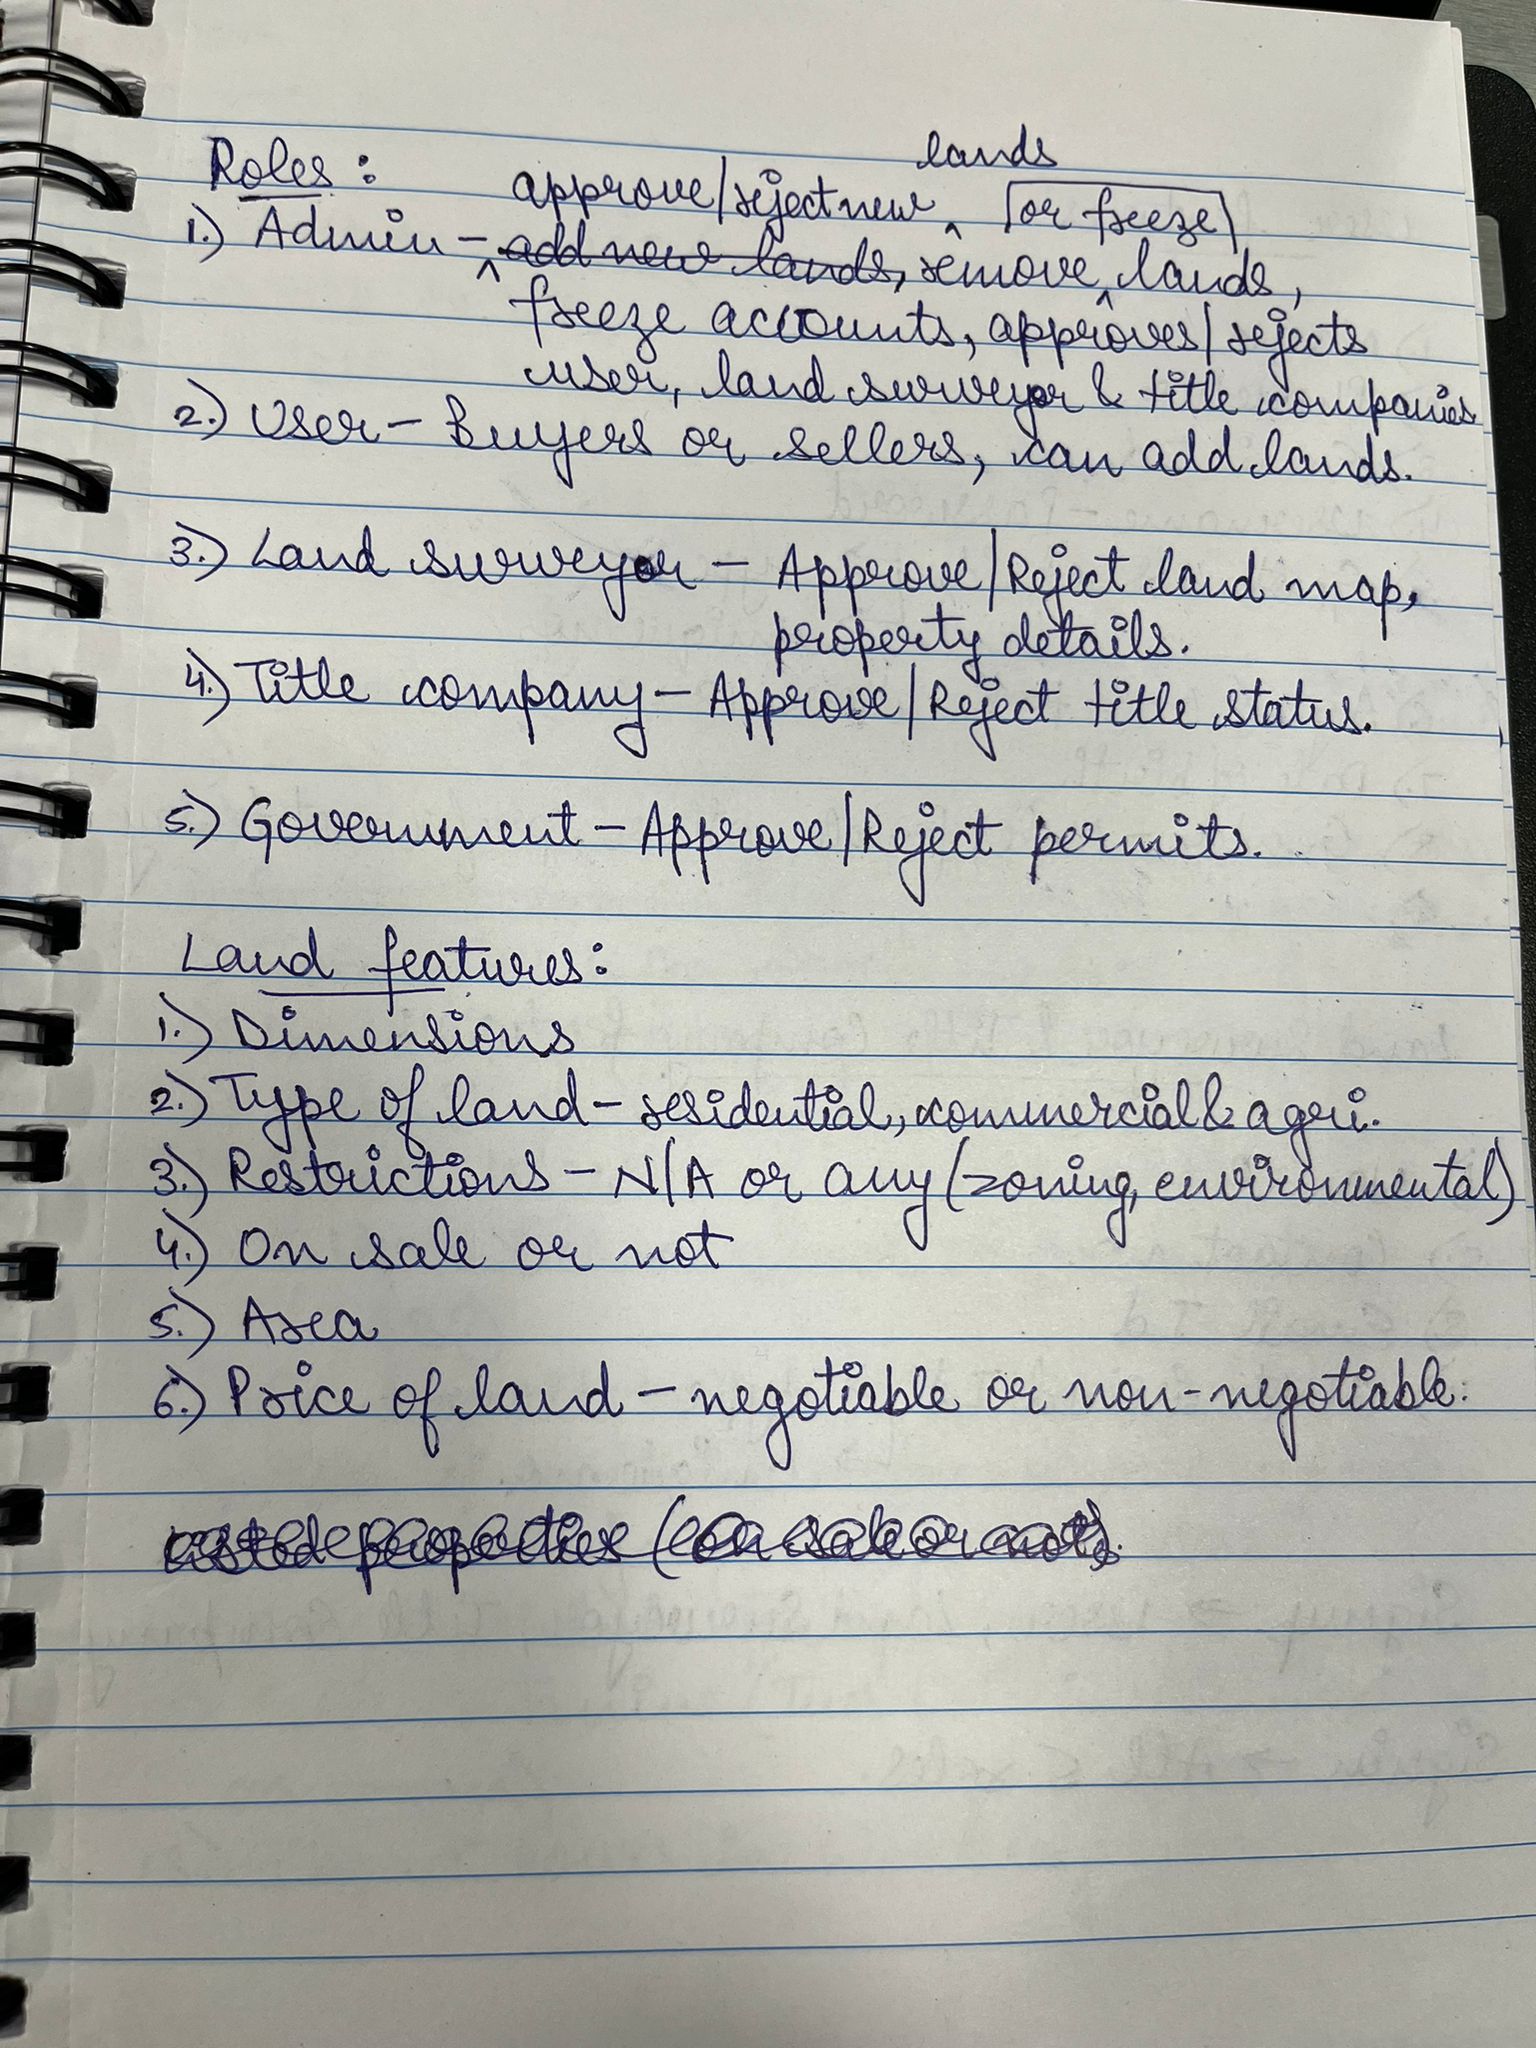 Roles:
lands
approve/reject new ^ or freeze
1.) Admin - ^ add new lands, remove ^ lands,
freeze accounts, approves/rejects
user, land surveyor & title companies
2.) User - Buyers or sellers, can add lands.
3.) Land surveyor - Approve/Reject land map,
property details.
4.) Title company - Approve/Reject title status.
5.) Government - Approve/Reject permits.
Land features:
1.) Dimensions
2.) Type of land - residential, commercial & agri.
3.) Restrictions - N/A or any (zoning, environmental)
4.) On sale or not
5.) Area
6.) Price of land - negotiable or non-negotiable.
listed properties (on sale or not).